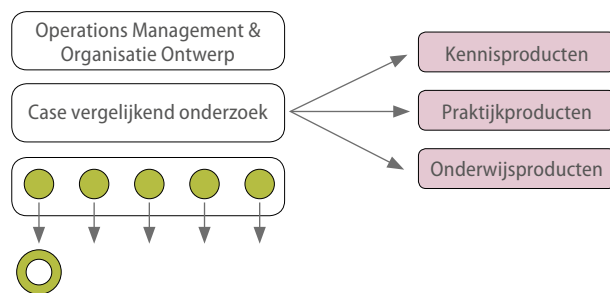 Operations Management &
Organisatie Ontwerp
Case vergelijkend onderzoek
Kennisproducten
Praktijkproducten
Onderwijsproducten